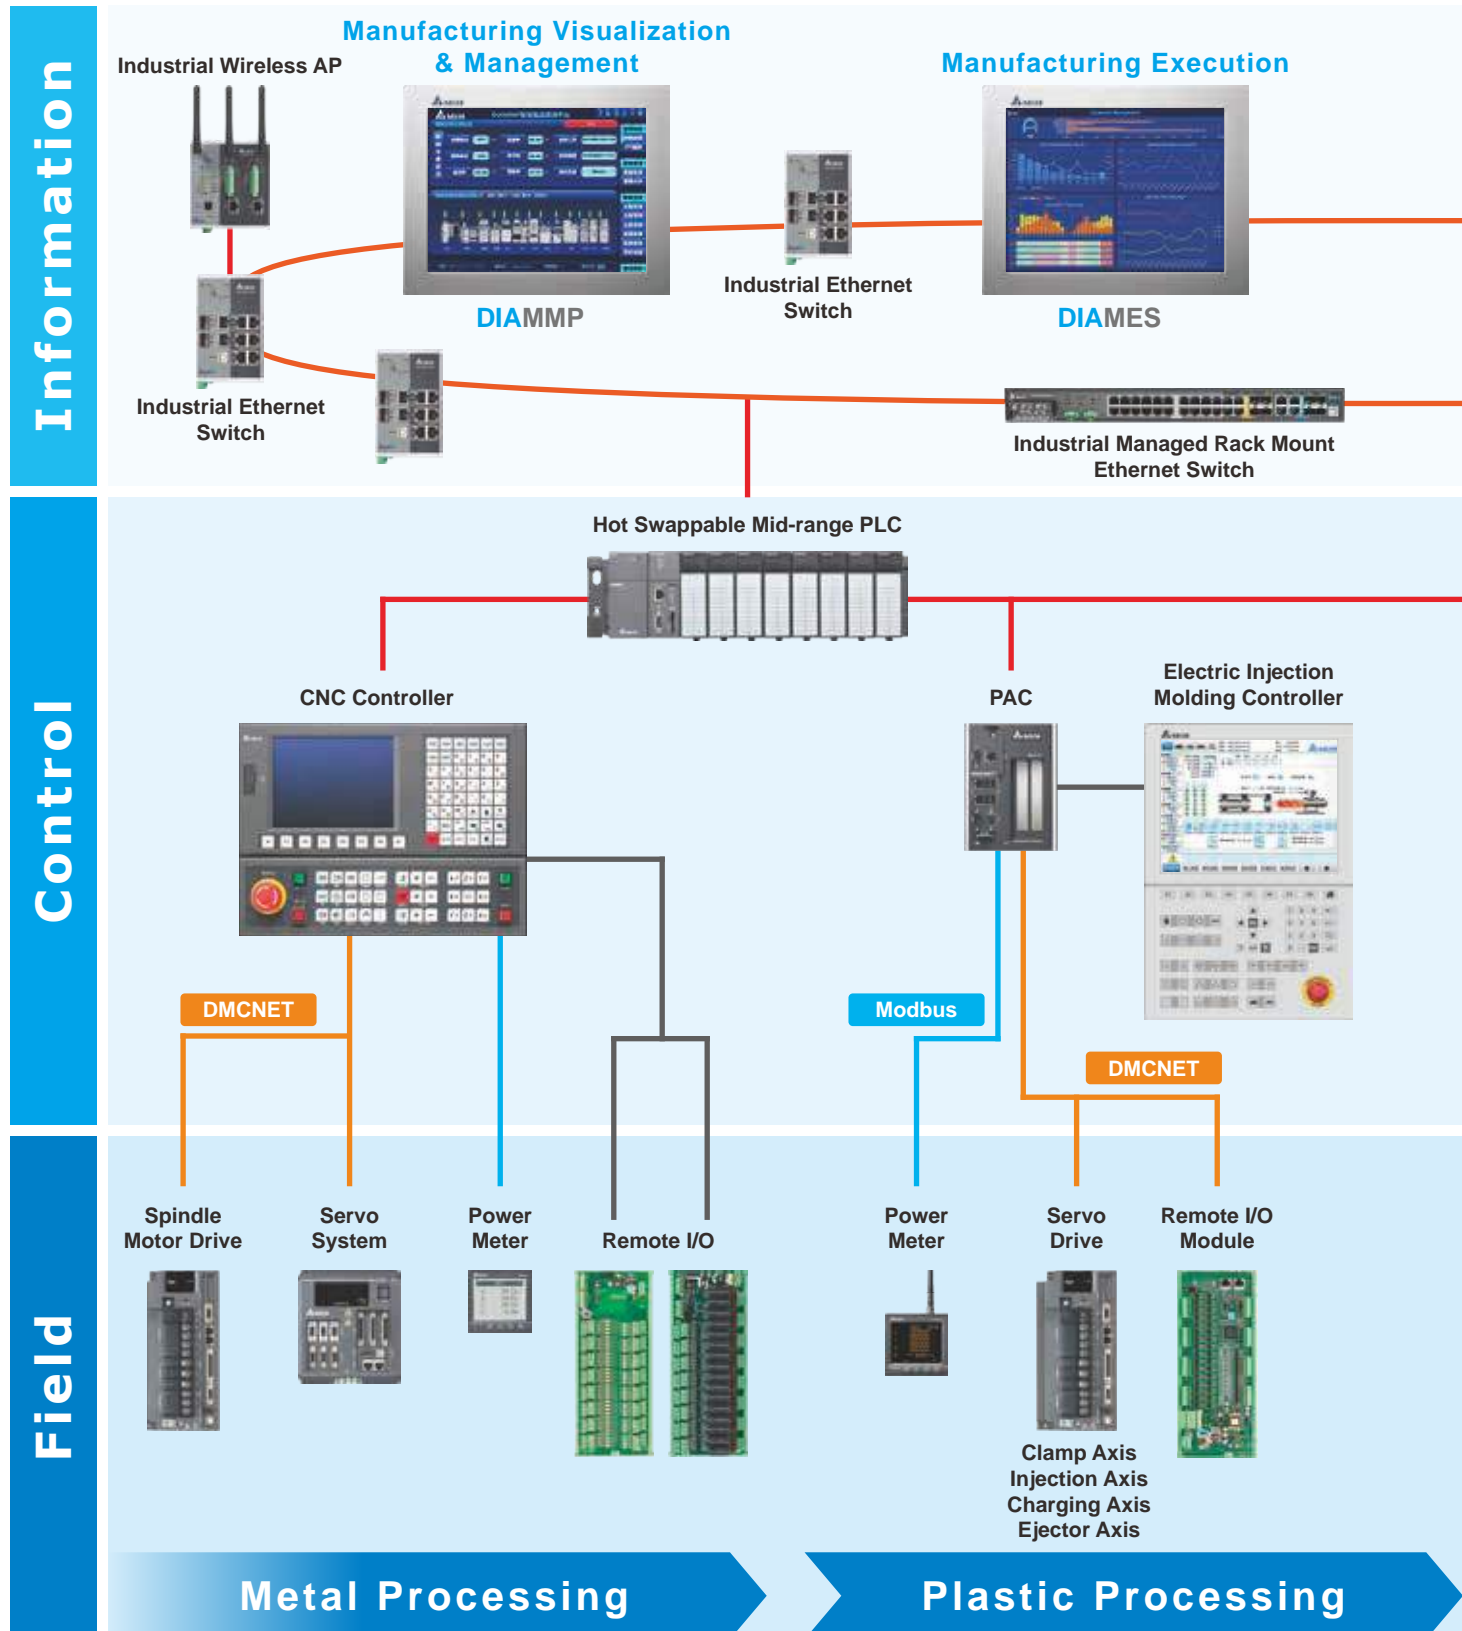 Information
Manufacturing Visualization
& Management
Manufacturing Execution
Industrial Wireless AP
DIAMMP
Industrial Ethernet
Switch
DIAMES
Industrial Ethernet
Switch
Industrial Managed Rack Mount
Ethernet Switch
Control
Hot Swappable Mid-range PLC
CNC Controller
PAC
Electric Injection
Molding Controller
DMCNET
Modbus
DMCNET
Field
Spindle
Motor Drive
Servo
System
Power
Meter
Remote I/O
Power
Meter
Servo
Drive
Remote I/O
Module
Clamp Axis
Injection Axis
Charging Axis
Ejector Axis
Metal Processing
Plastic Processing